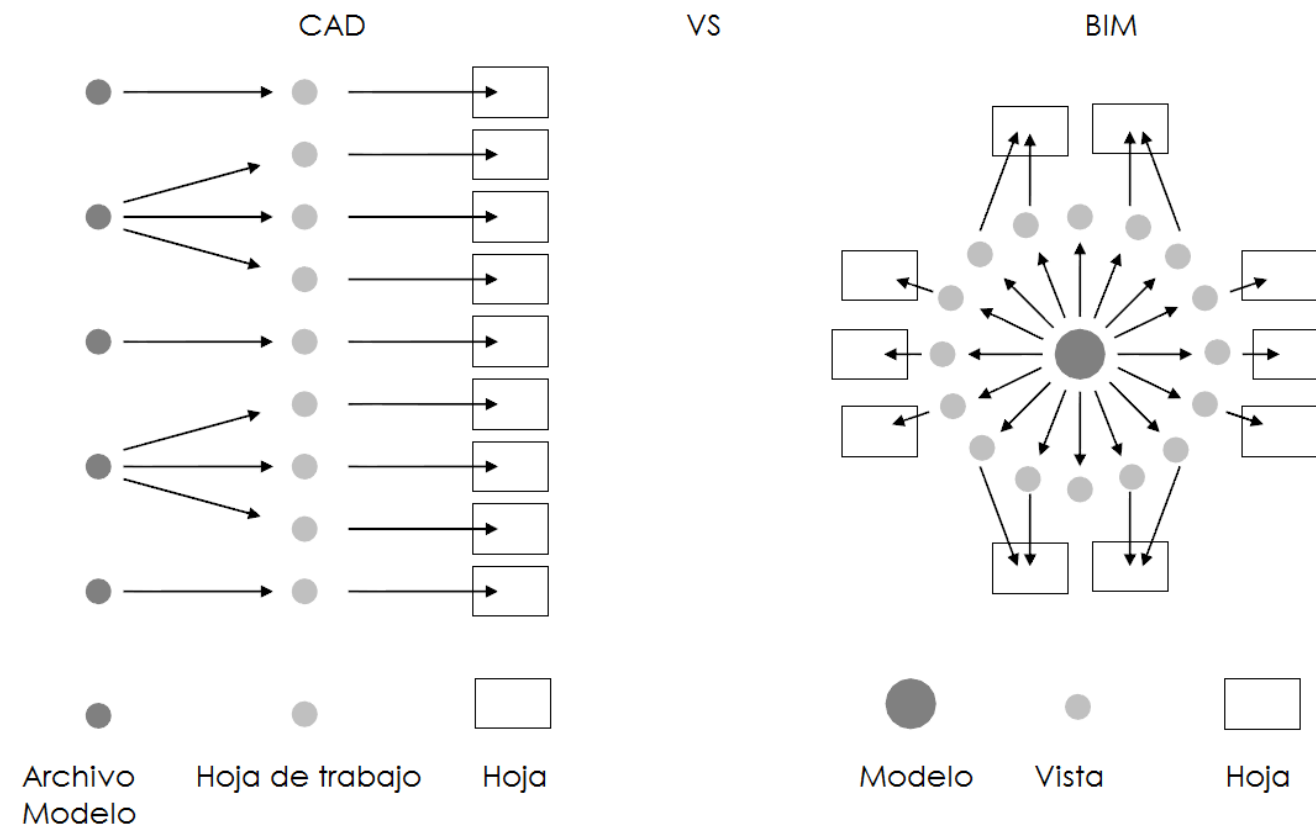 CAD
VS
BIM
Archivo
Modelo
Hoja de trabajo
Hoja
Modelo
Vista
Hoja